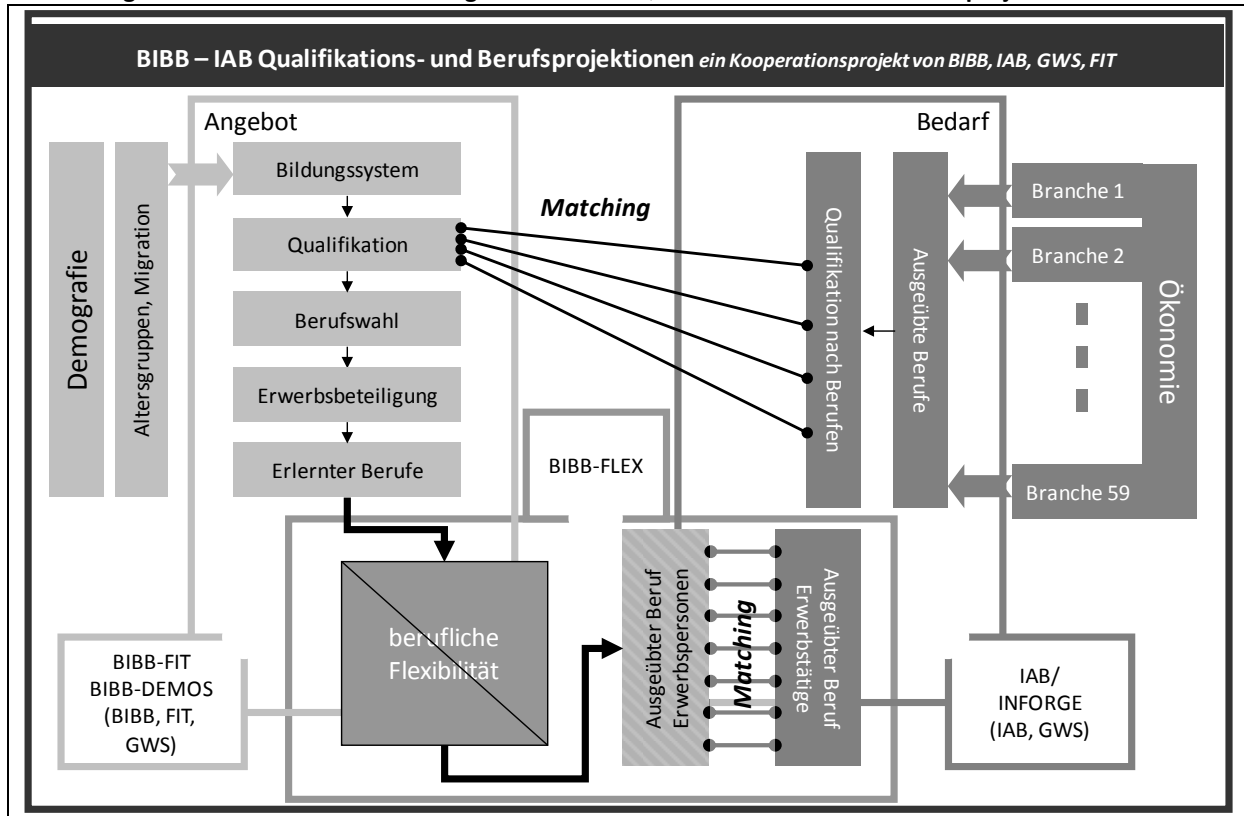 BIBB – IAB Qualifikations- und Berufsprojektionen ein Kooperationsprojekt von BIBB, IAB, GWS, FIT
Angebot
Bedarf
Demografie
Altersgruppen, Migration
Bildungssystem
Qualifikation
Berufswahl
Erwerbsbeteiligung
Erlernter Berufe
Matching
Qualifikation nach Berufen
Ausgeübte Berufe
Branche 1
Branche 2
Branche 59
Ökonomie
BIBB-FLEX
berufliche
Flexibilität
Ausgeübter Beruf
Erwerbspersonen
Matching
Ausgeübter Beruf
Erwerbstätige
BIBB-FIT
BIBB-DEMOS
(BIBB, FIT,
GWS)
IAB/
INFORGE
(IAB, GWS)